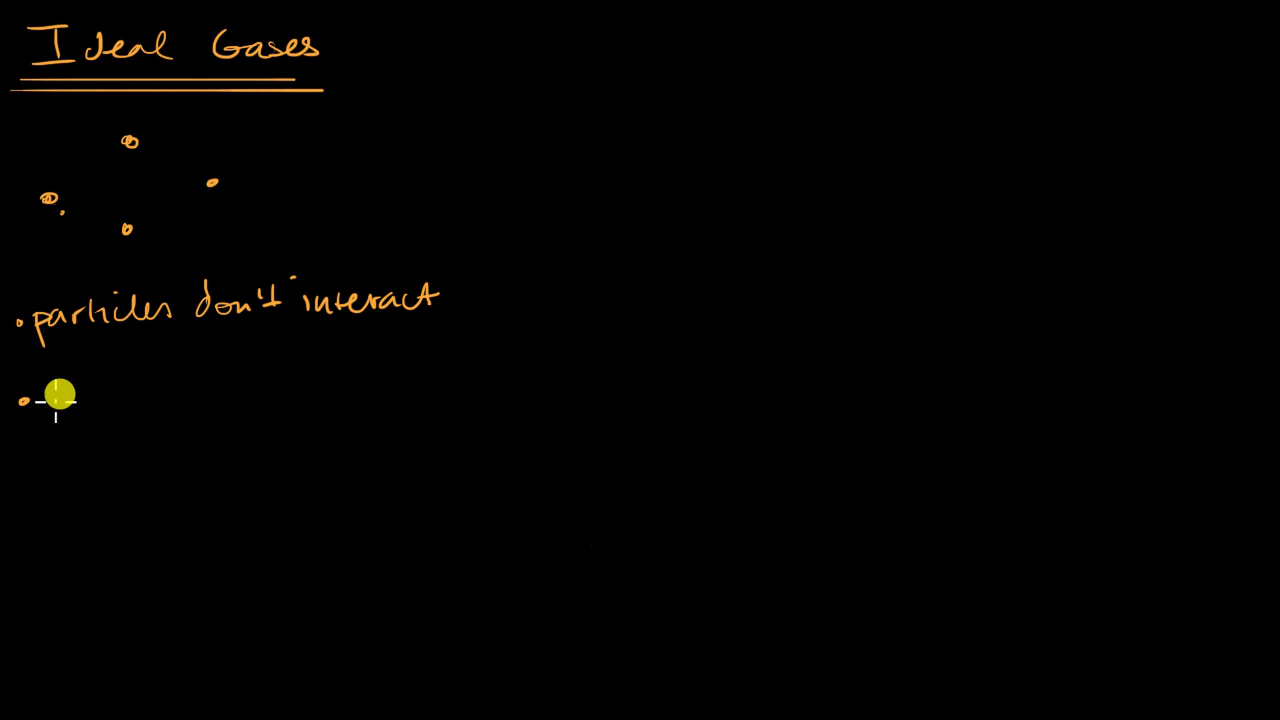 Ideal Gases
• particles don't interact
•